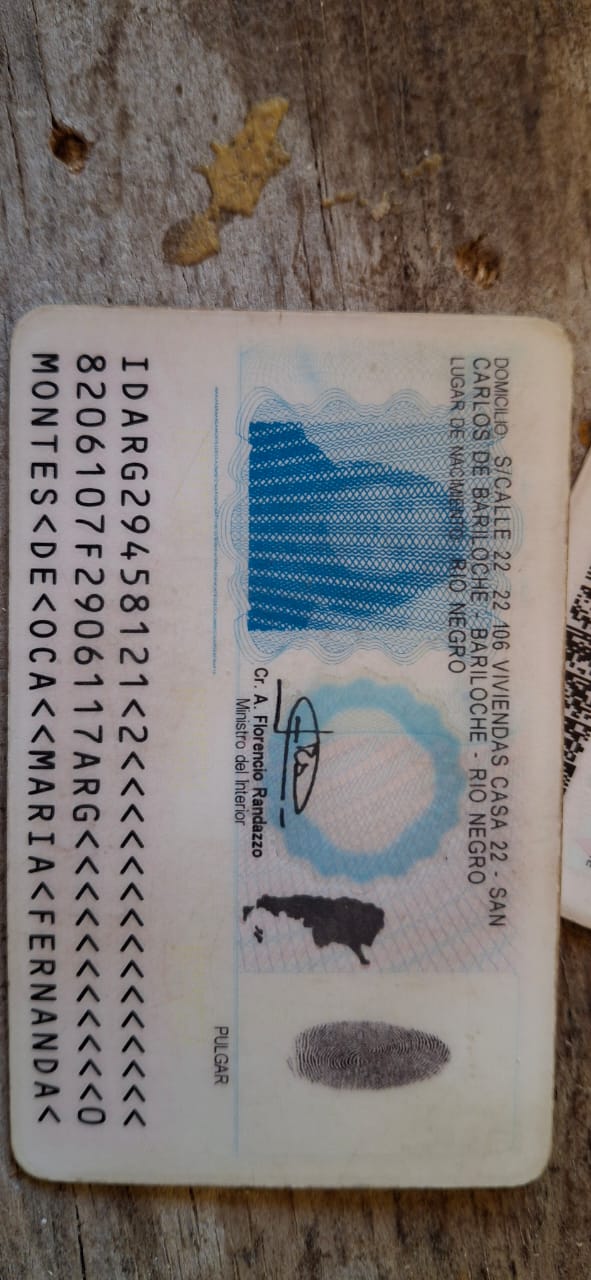 DOMICILIO S/CALLE 22 22 106 VIVIENDAS CASA 22 - SAN
CARLOS DE BARILOCHE - BARILOCHE - RIO NEGRO
LUGAR DE NACIMIENTO: RIO NEGRO
Cr. A. Florencio Randazzo
Ministro del Interior
PULGAR
IDARG29458121<2<<<<<<<<<<<<<<<
8206107F2906117ARG<<<<<<<<<<<0
MONTES<DE<OCA<<MARIA<FERNANDA<